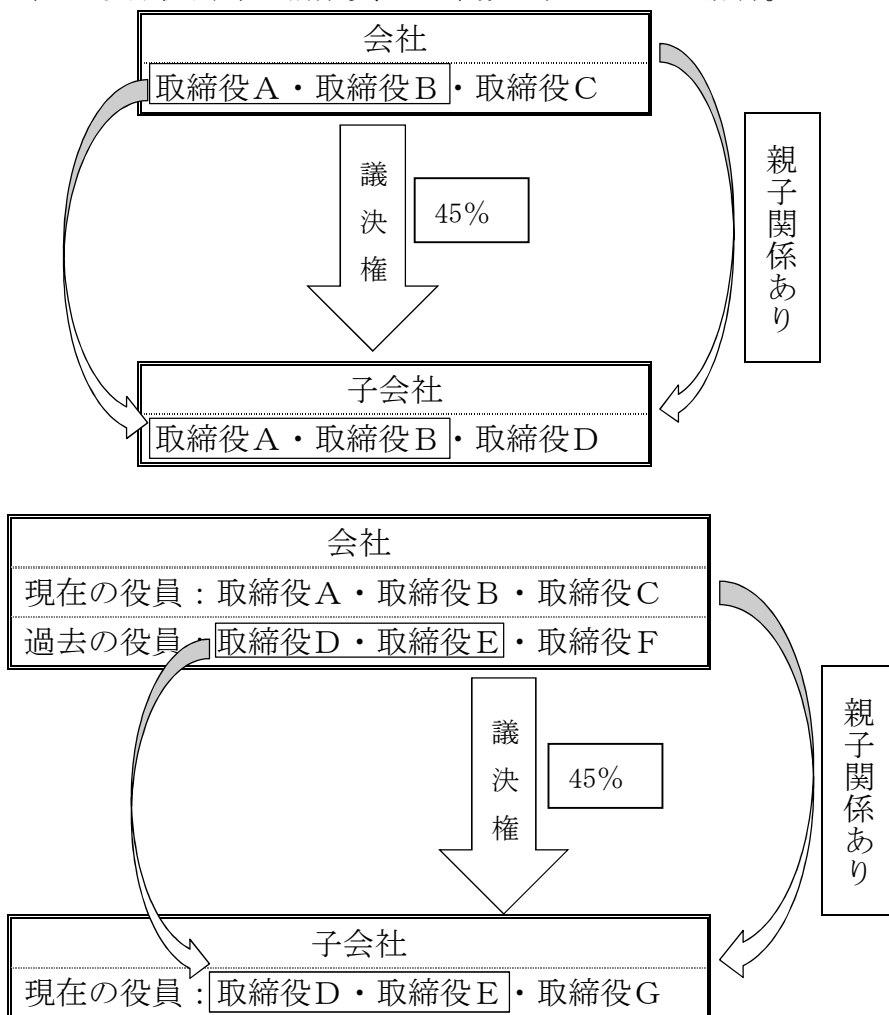 会社
取締役A・取締役B・取締役C
議決権
45%
親子関係あり
子会社
取締役A・取締役B・取締役D
会社
現在の役員:取締役A・取締役B・取締役C
過去の役員:取締役D・取締役E・取締役F
議決権
45%
親子関係あり
子会社
現在の役員:取締役D・取締役E・取締役G